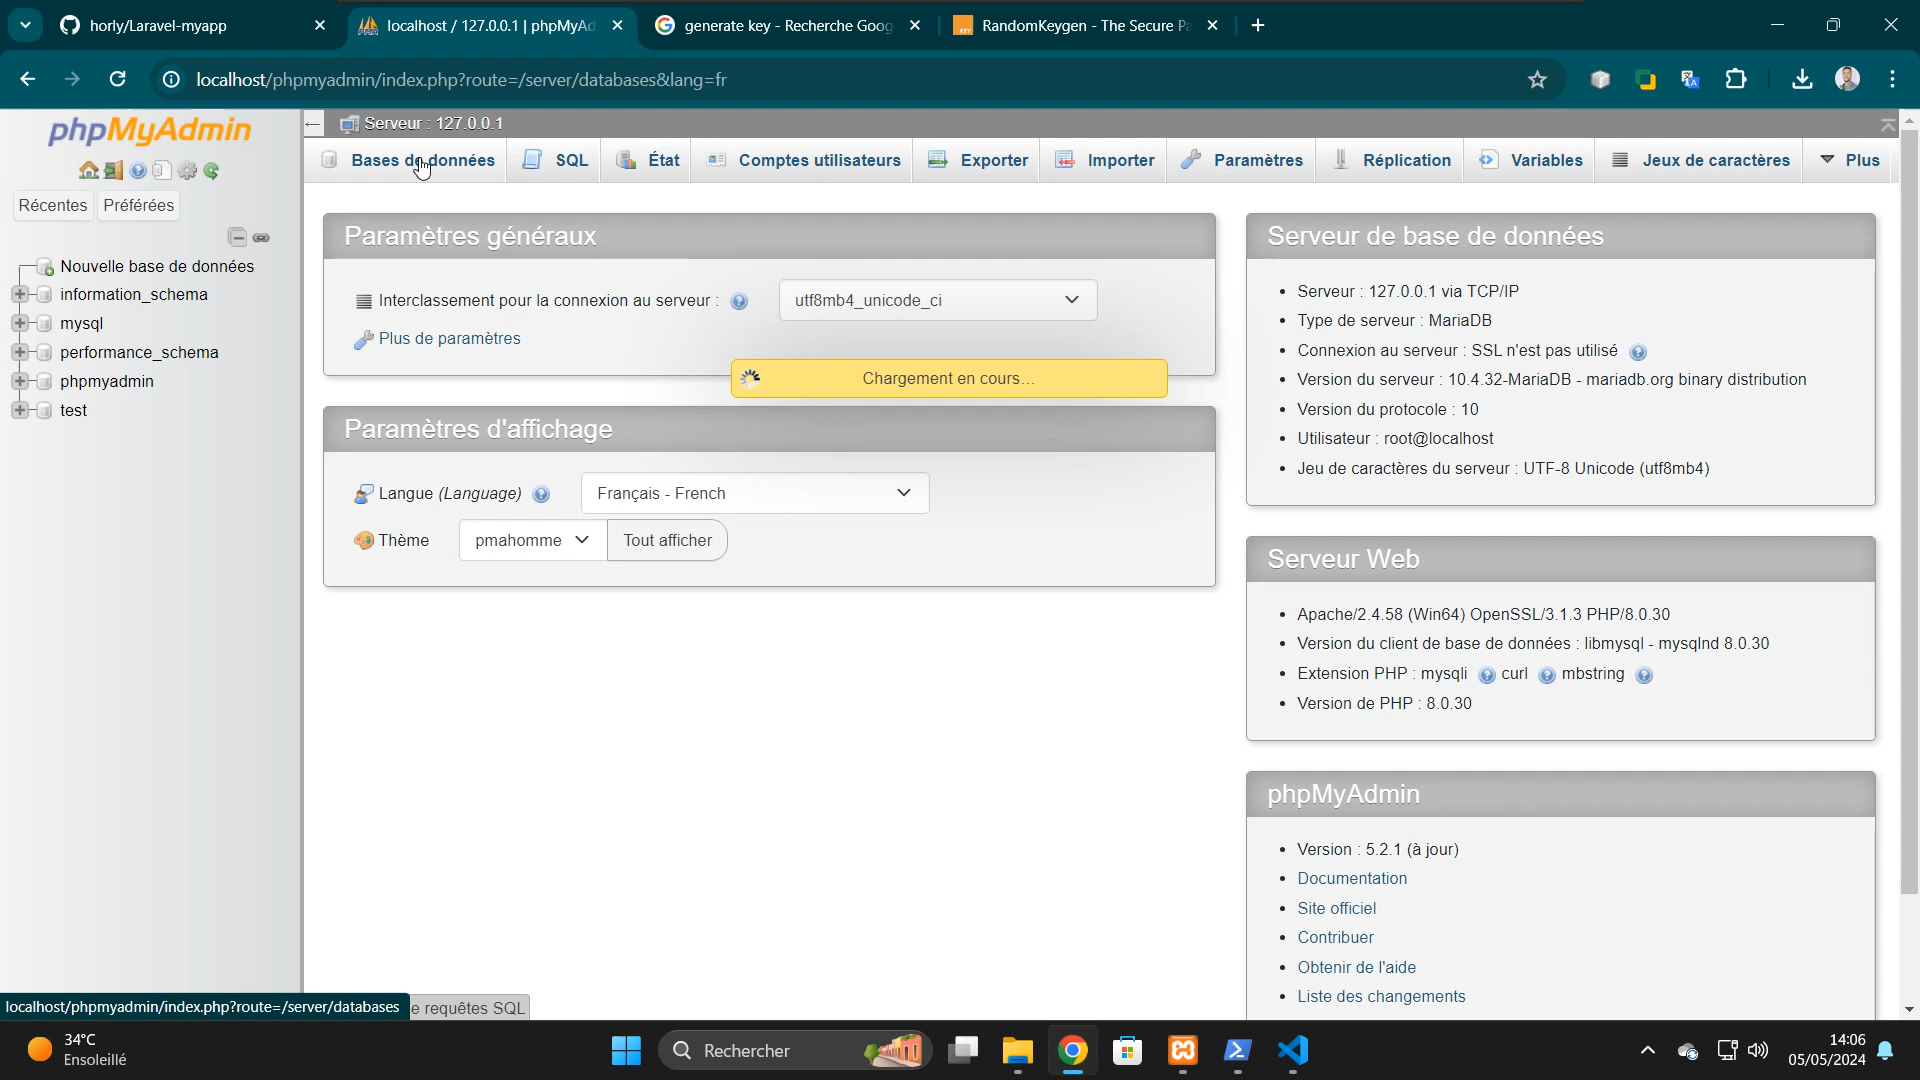 horly/Laravel-myapp
localhost / 127.0.0.1 | phpMyAd
generate key - Recherche Goog
RandomKeygen - The Secure Pa
localhost/phpmyadmin/index.php?route=/server/databases&lang=fr
phpMyAdmin
Récentes
Préférées
Nouvelle base de données
information_schema
mysql
performance_schema
phpmyadmin
test
Serveur : 127.0.0.1
Bases de données
SQL
État
Comptes utilisateurs
Exporter
Importer
Paramètres
Réplication
Variables
Jeux de caractères
Plus
Paramètres généraux
Interclassement pour la connexion au serveur :
utf8mb4_unicode_ci
Plus de paramètres
Chargement en cours...
Paramètres d'affichage
Langue (Language)
Français - French
Thème
pmahomme
Tout afficher
Serveur de base de données
Serveur : 127.0.0.1 via TCP/IP
Type de serveur : MariaDB
Connexion au serveur : SSL n'est pas utilisé
Version du serveur : 10.4.32-MariaDB - mariadb.org binary distribution
Version du protocole : 10
Utilisateur : root@localhost
Jeu de caractères du serveur : UTF-8 Unicode (utf8mb4)
Serveur Web
Apache/2.4.58 (Win64) OpenSSL/3.1.3 PHP/8.0.30
Version du client de base de données : libmysql - mysqlnd 8.0.30
Extension PHP : mysqli curl mbstring
Version de PHP : 8.0.30
phpMyAdmin
Version : 5.2.1 (à jour)
Documentation
Site officiel
Contribuer
Obtenir de l'aide
Liste des changements
localhost/phpmyadmin/index.php?route=/server/databases
e requêtes SQL
34°C
Ensoleillé
Rechercher
14:06
05/05/2024